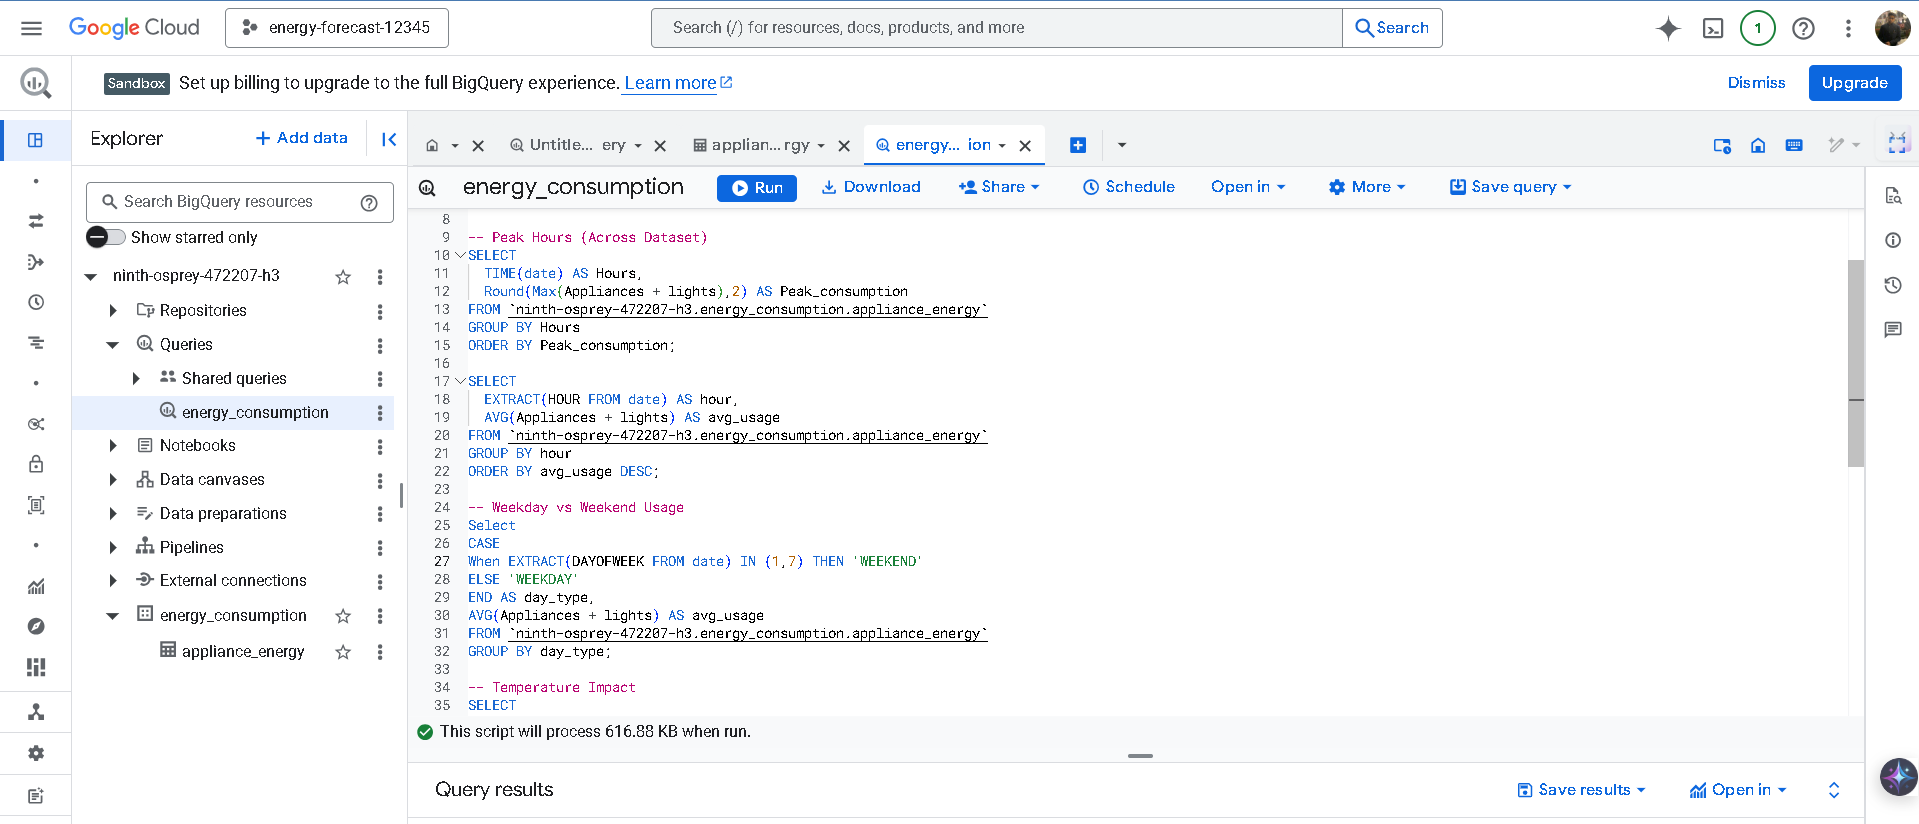 Google Cloud
energy-forecast-12345
Search (/) for resources, docs, products, and more
Search
1
Sandbox Set up billing to upgrade to the full BigQuery experience. Learn more
Dismiss
Upgrade
Explorer
+ Add data
Search BigQuery resources
Show starred only
ninth-osprey-472207-h3
Repositories
Queries
Shared queries
energy_consumption
Notebooks
Data canvases
Data preparations
Pipelines
External connections
energy_consumption
appliance_energy
Untitle... ery
applian... rgy
energy... ion
energy_consumption
Run
Download
Share
Schedule
Open in
More
Save query
8
9 -- Peak Hours (Across Dataset)
10 SELECT
11 TIME(date) AS Hours,
12 Round(Max(Appliances + lights),2) AS Peak_consumption
13 FROM `ninth-osprey-472207-h3.energy_consumption.appliance_energy`
14 GROUP BY Hours
15 ORDER BY Peak_consumption;
16
17 SELECT
18 EXTRACT(HOUR FROM date) AS hour,
19 AVG(Appliances + lights) AS avg_usage
20 FROM `ninth-osprey-472207-h3.energy_consumption.appliance_energy`
21 GROUP BY hour
22 ORDER BY avg_usage DESC;
23
24 -- Weekday vs Weekend Usage
25 Select
26 CASE
27 When EXTRACT(DAYOFWEEK FROM date) IN (1,7) THEN 'WEEKEND'
28 ELSE 'WEEKDAY'
29 END AS day_type,
30 AVG(Appliances + lights) AS avg_usage
31 FROM `ninth-osprey-472207-h3.energy_consumption.appliance_energy`
32 GROUP BY day_type;
33
34 -- Temperature Impact
35 SELECT
This script will process 616.88 KB when run.
Query results
Save results
Open in